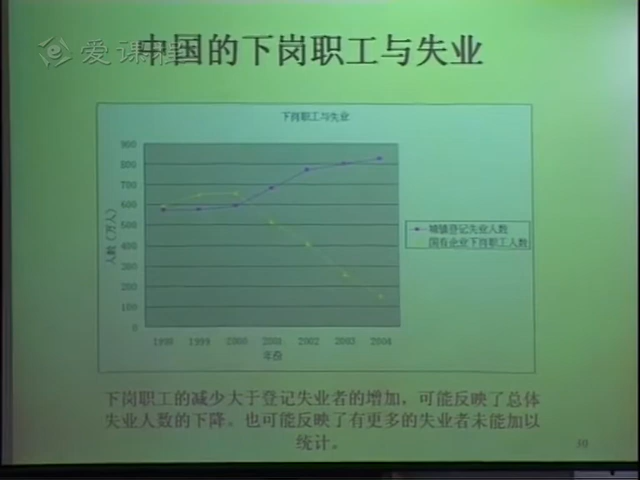 爱课程
中国的下岗职工与失业
下岗职工与失业
900
800
700
600
500
400
300
200
100
0
人数（万人）
1998 1999 2000 2001 2002 2003 2004
年份
城镇登记失业人数
国有企业下岗职工人数
下岗职工的减少大于登记失业者的增加，可能反映了总体
失业人数的下降。也可能反映了有更多的失业者未能加以
统计。
30